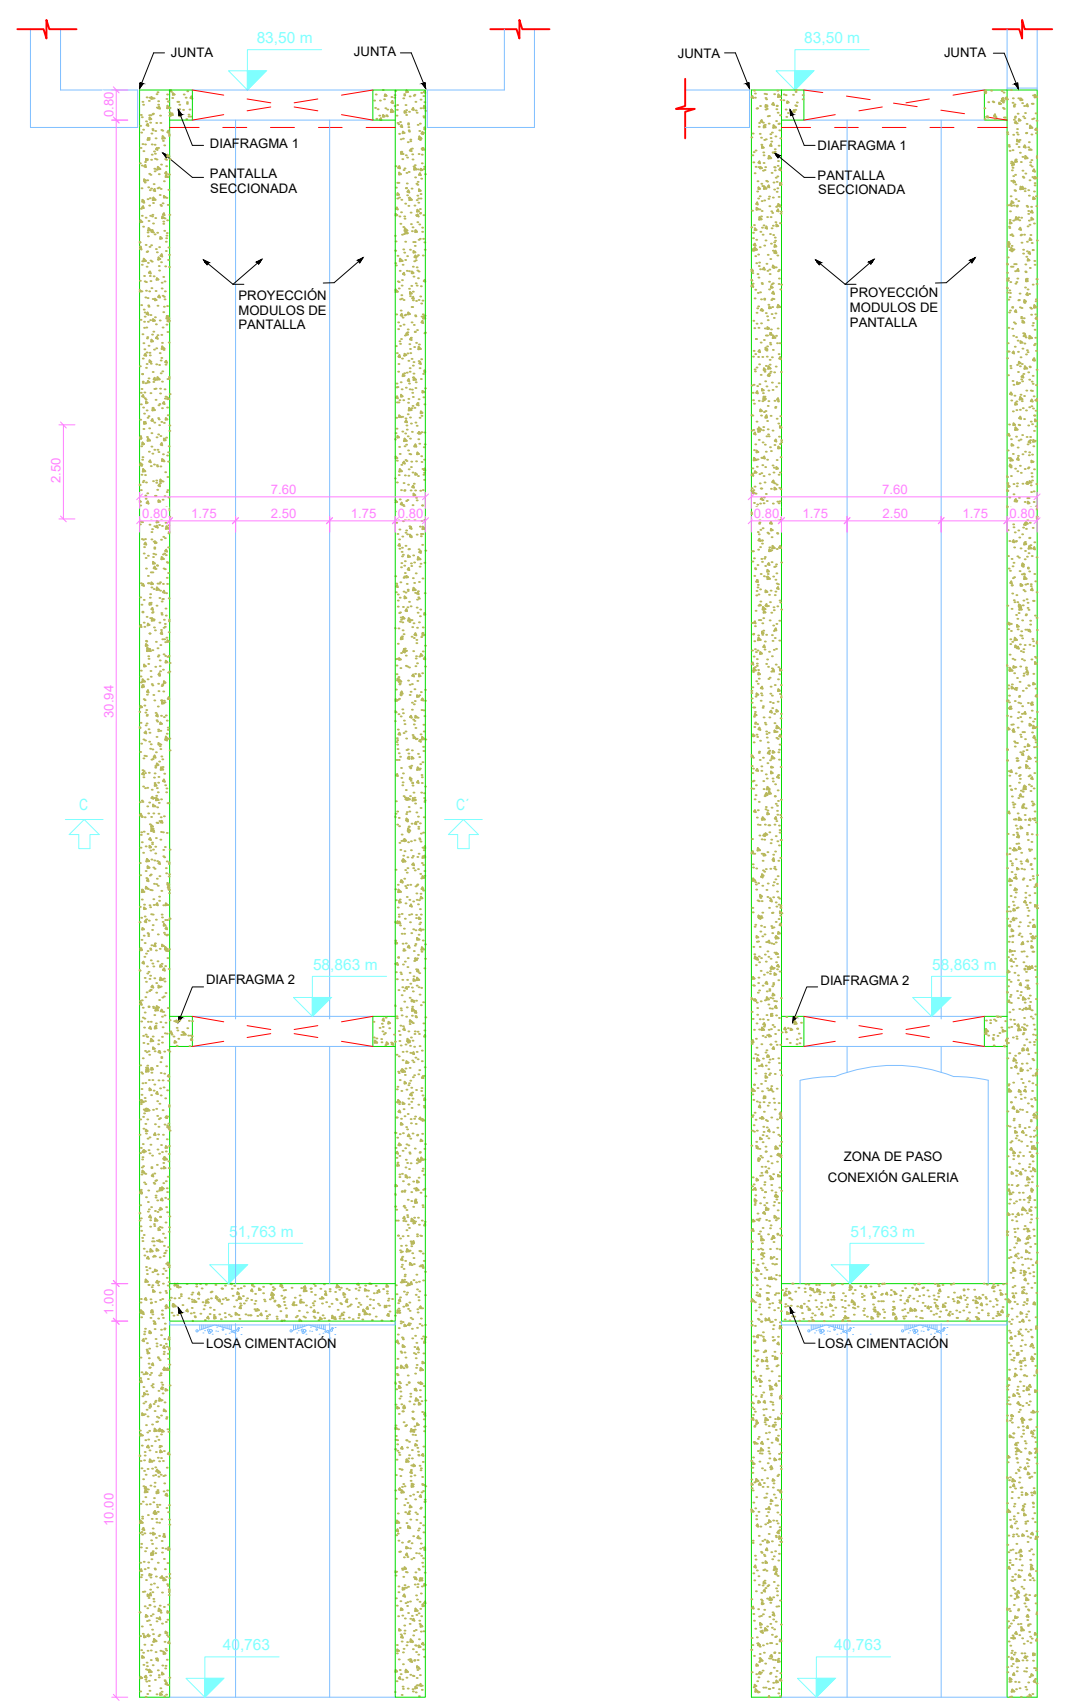 83,50 m
JUNTA
JUNTA
0.80
DIAFRAGMA 1
PANTALLA
SECCIONADA
PROYECCIÓN
MODULOS DE
PANTALLA
2.50
7.60
0.80
1.75
2.50
1.75
0.80
30.94
C
C'
DIAFRAGMA 2
58,863 m
51,763 m
1.00
LOSA CIMENTACIÓN
10.00
40,763
83,50 m
JUNTA
JUNTA
DIAFRAGMA 1
PANTALLA
SECCIONADA
PROYECCIÓN
MODULOS DE
PANTALLA
7.60
0.80
1.75
2.50
1.75
0.80
DIAFRAGMA 2
58,863 m
ZONA DE PASO
CONEXIÓN GALERIA
51,763 m
LOSA CIMENTACIÓN
40,763